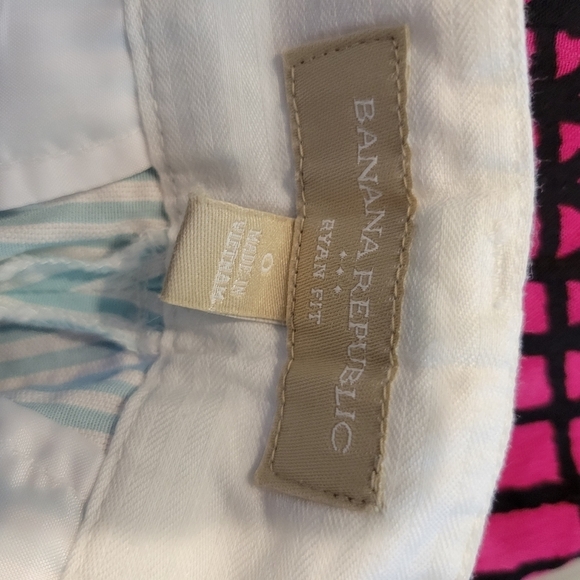 BANANA REPUBLIC
RYAN FIT
0
MADE IN
VIETNAM